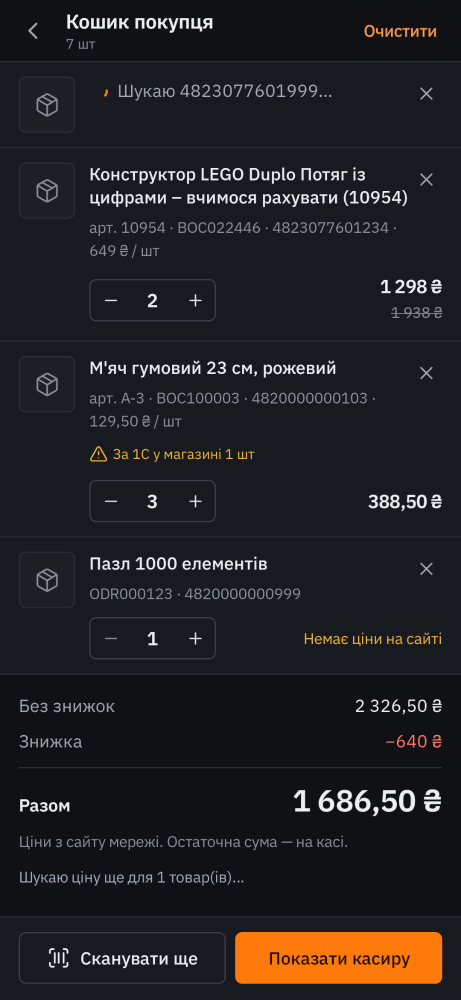 Кошик покупця
7 шт
Очистити
Шукаю 4823077601999...
Конструктор LEGO Duplo Потяг із
цифрами – вчимося рахувати (10954)
арт. 10954 · BOC022446 · 4823077601234 ·
649 ₴ / шт
2
1 298 ₴
1 938 ₴
М'яч гумовий 23 см, рожевий
арт. А-3 · BOC100003 · 4820000000103 ·
129,50 ₴ / шт
За 1С у магазині 1 шт
3
388,50 ₴
Пазл 1000 елементів
ODR000123 · 4820000000999
1
Немає ціни на сайті
Без знижок
2 326,50 ₴
Знижка
−640 ₴
Разом
1 686,50 ₴
Ціни з сайту мережі. Остаточна сума — на касі.
Шукаю ціну ще для 1 товар(ів)...
Сканувати ще
Показати касиру